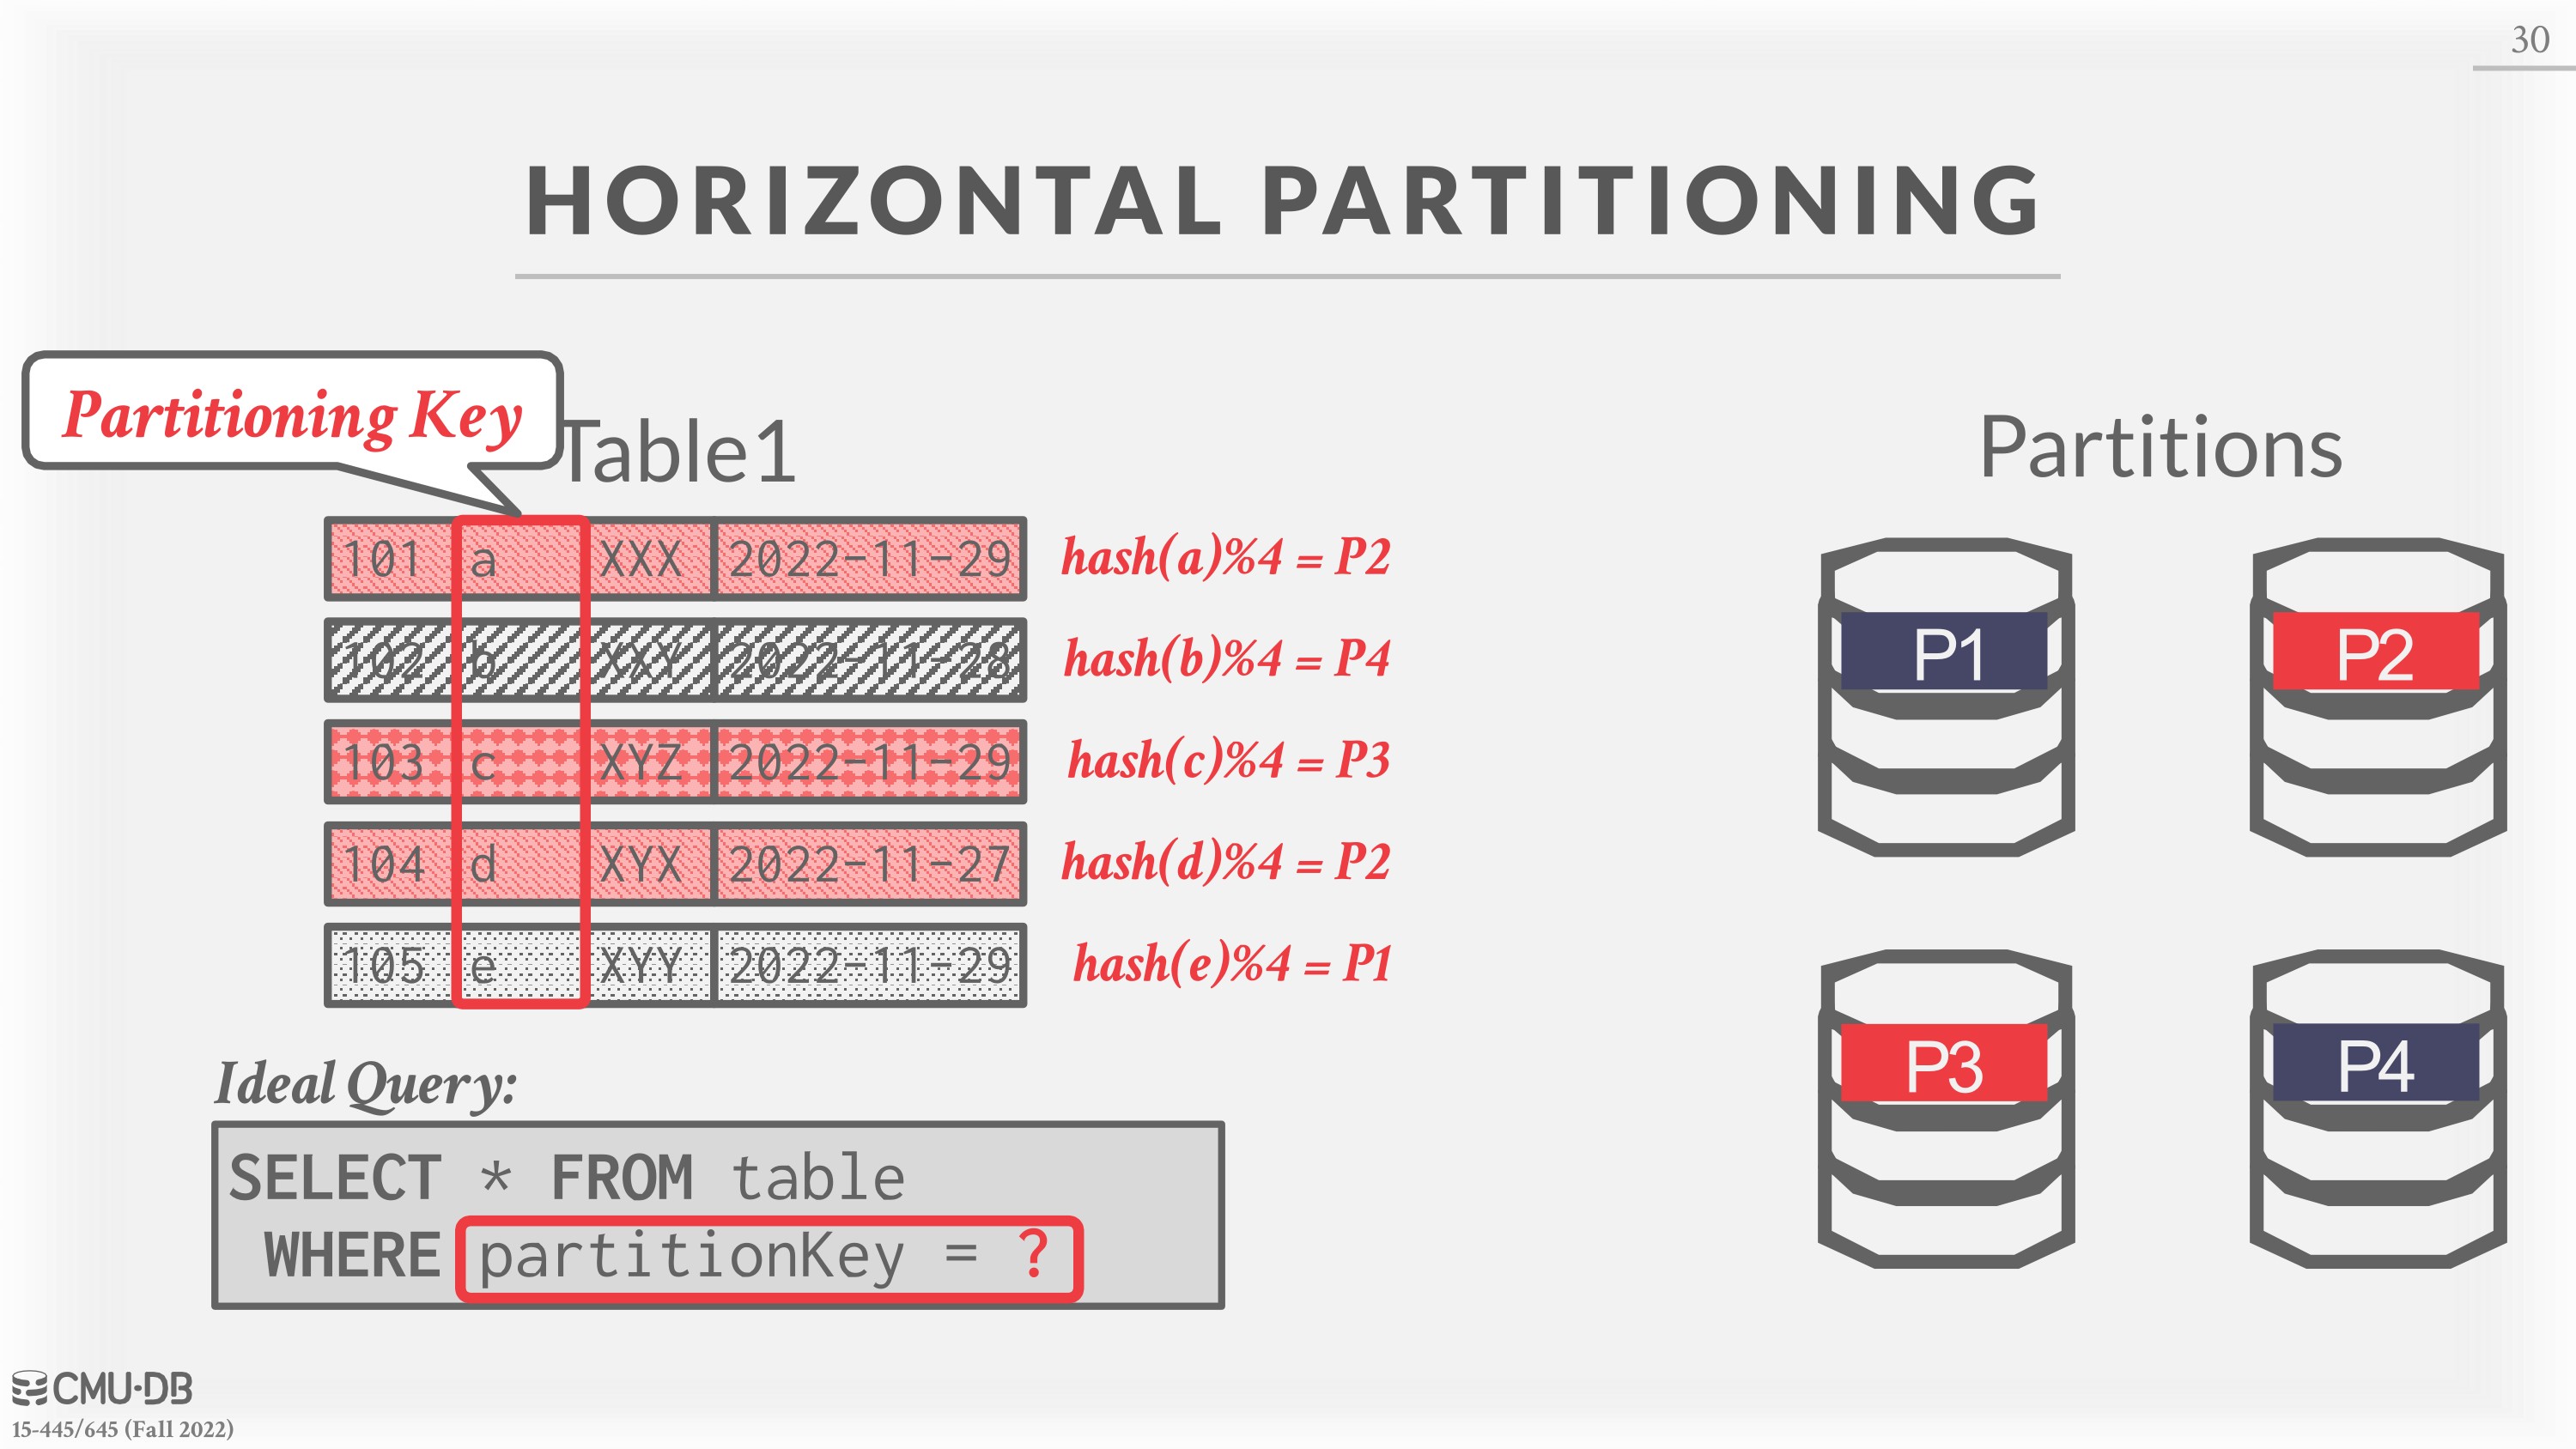 30
HORIZONTAL PARTITIONING
Partitioning Key
Table1
101 a XXX 2022-11-29 hash(a)%4 = P2
102 b XXY 2022-11-28 hash(b)%4 = P4
103 c XYZ 2022-11-29 hash(c)%4 = P3
104 d XYX 2022-11-27 hash(d)%4 = P2
105 e XYY 2022-11-29 hash(e)%4 = P1
Ideal Query:
SELECT * FROM table
WHERE partitionKey = ?
Partitions
P1 P2
P3 P4
CMU·DB
15-445/645 (Fall 2022)